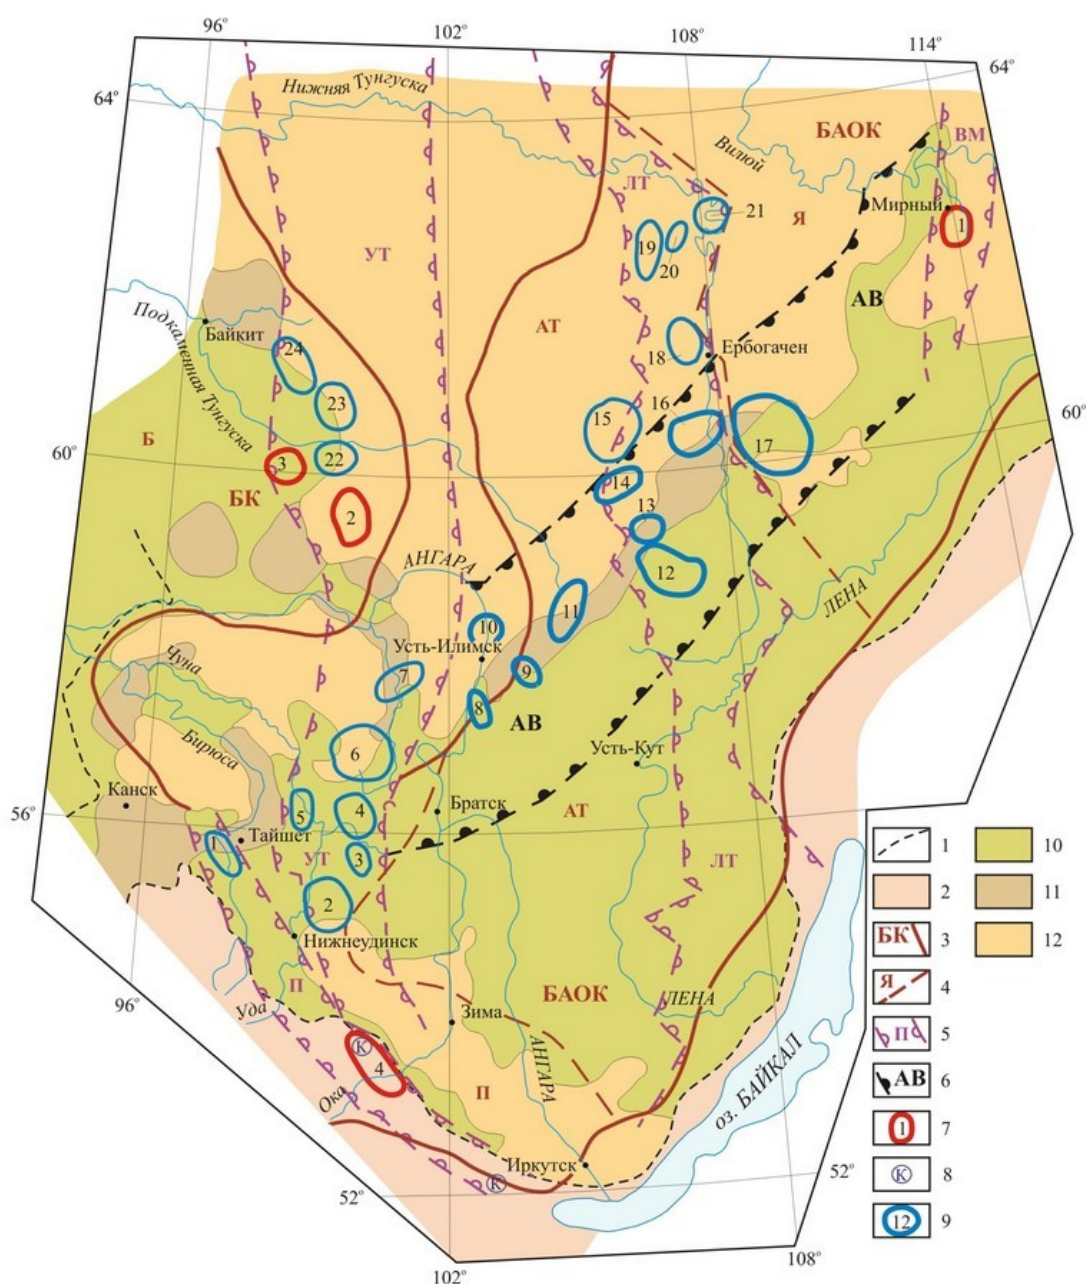 96°
102°
108°
114°
64°
64°
Нижняя Тунгуска
БАОК
ВМ
Вилюй
ЛТ
Мирный
1
21
Я
19
УТ
20
АВ
Подкаменная Тунгуска
Байкит
АТ
24
18
Ербогачен
23
15
16
60°
Б
17
60°
3
22
14
БК
2
13
АНГАРА
12
ЛЕНА
11
10
Усть-Илимск
Чуна
7
9
8
АВ
Бирюса
6
Усть-Кут
Канск
56°
5
4
Братск
АТ
1
Тайшет
УТ
3
ЛТ
2
Нижнеудинск
96°
П
БАОК
ЛЕНА
Уда
Зима
К
4
АНГАРА
Ока
П
оз. БАЙКАЛ
Иркутск
К
52°
52°
102°
108°
1
2
БК 3
Я 4
П 5
АВ 6
1 7
К 8
12 9
10
11
12